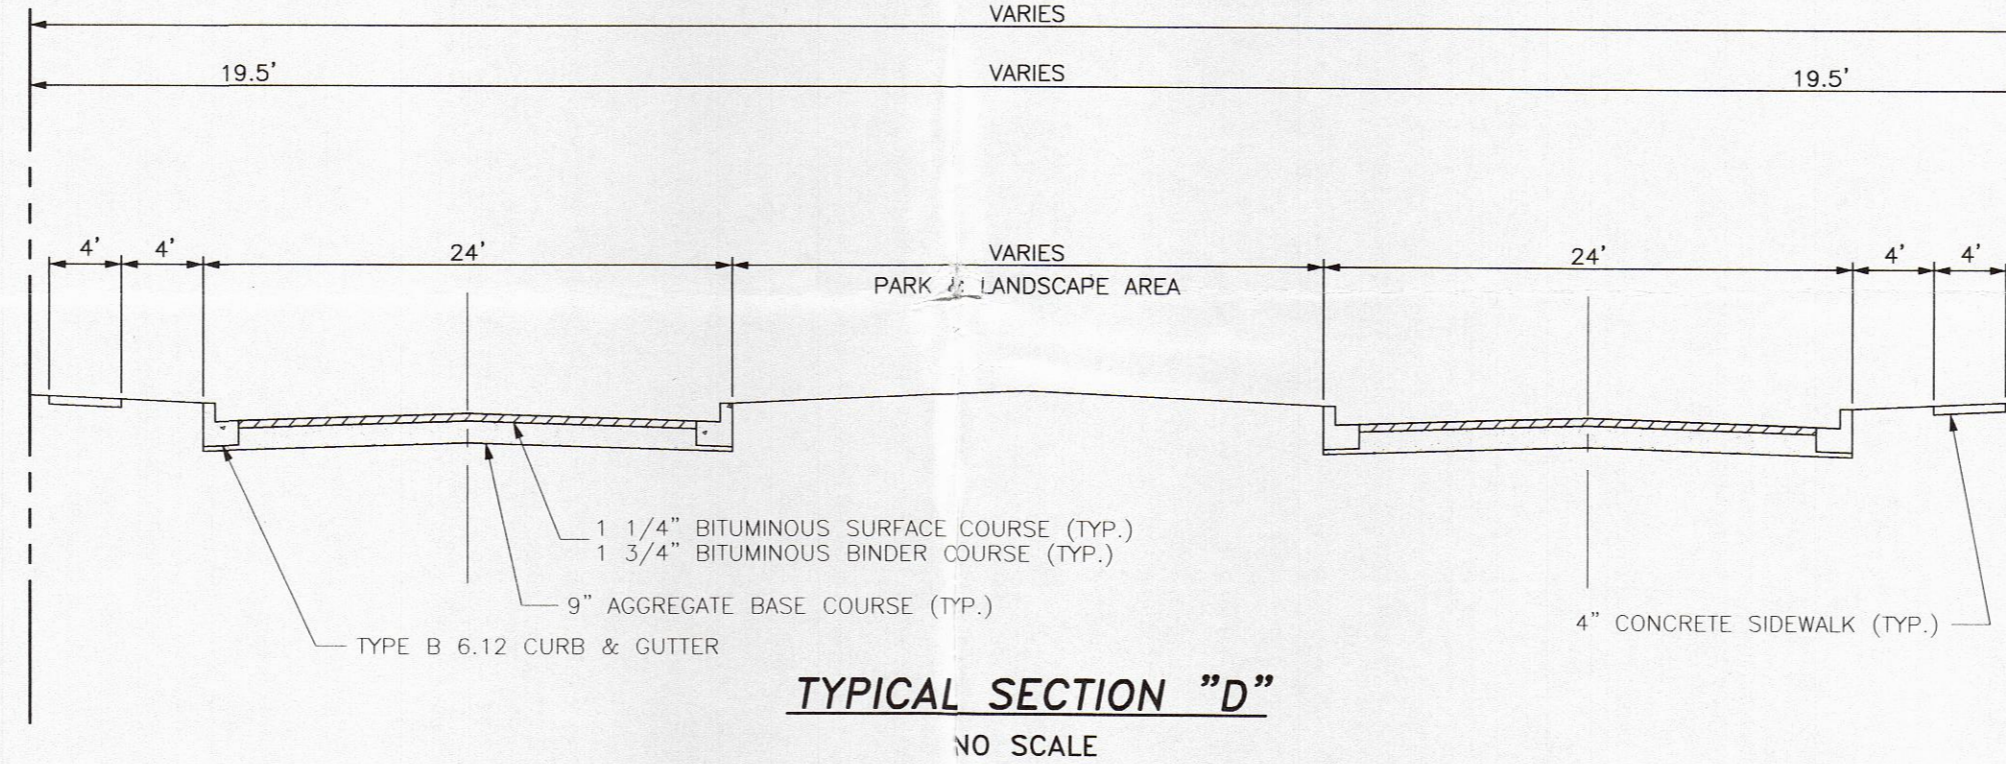 VARIES
19.5' VARIES 19.5'
4' 4' 24' VARIES 24' 4' 4'
PARK & LANDSCAPE AREA
1 1/4" BITUMINOUS SURFACE COURSE (TYP.)
1 3/4" BITUMINOUS BINDER COURSE (TYP.)
9" AGGREGATE BASE COURSE (TYP.)
4" CONCRETE SIDEWALK (TYP.)
TYPE B 6.12 CURB & GUTTER
TYPICAL SECTION "D"
NO SCALE